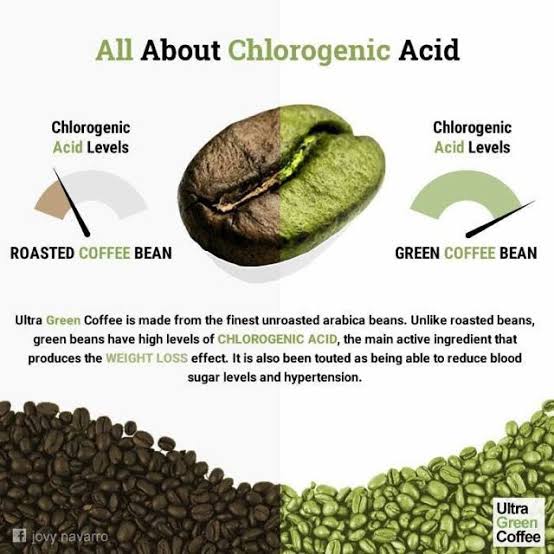 All About Chlorogenic Acid
Chlorogenic
Acid Levels
ROASTED COFFEE BEAN
Chlorogenic
Acid Levels
GREEN COFFEE BEAN
Ultra Green Coffee is made from the finest unroasted arabica beans. Unlike roasted beans,
green beans have high levels of CHLOROGENIC ACID, the main active ingredient that
produces the WEIGHT LOSS effect. It is also been touted as being able to reduce blood
sugar levels and hypertension.
f jovy.navarro
Ultra
Green
Coffee